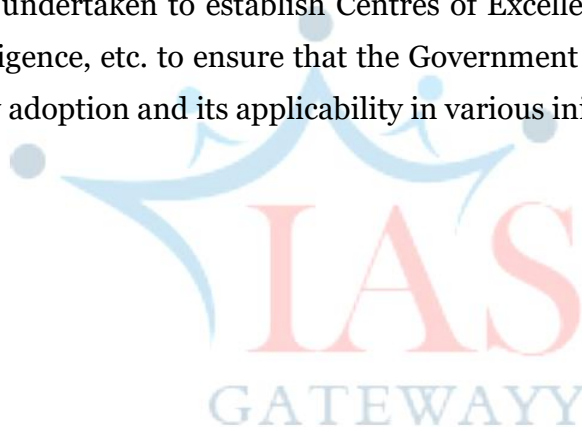 undertaken to establish Centres of Excelle
igence, etc. to ensure that the Government
adoption and its applicability in various ini
IAS
GATEWAYY